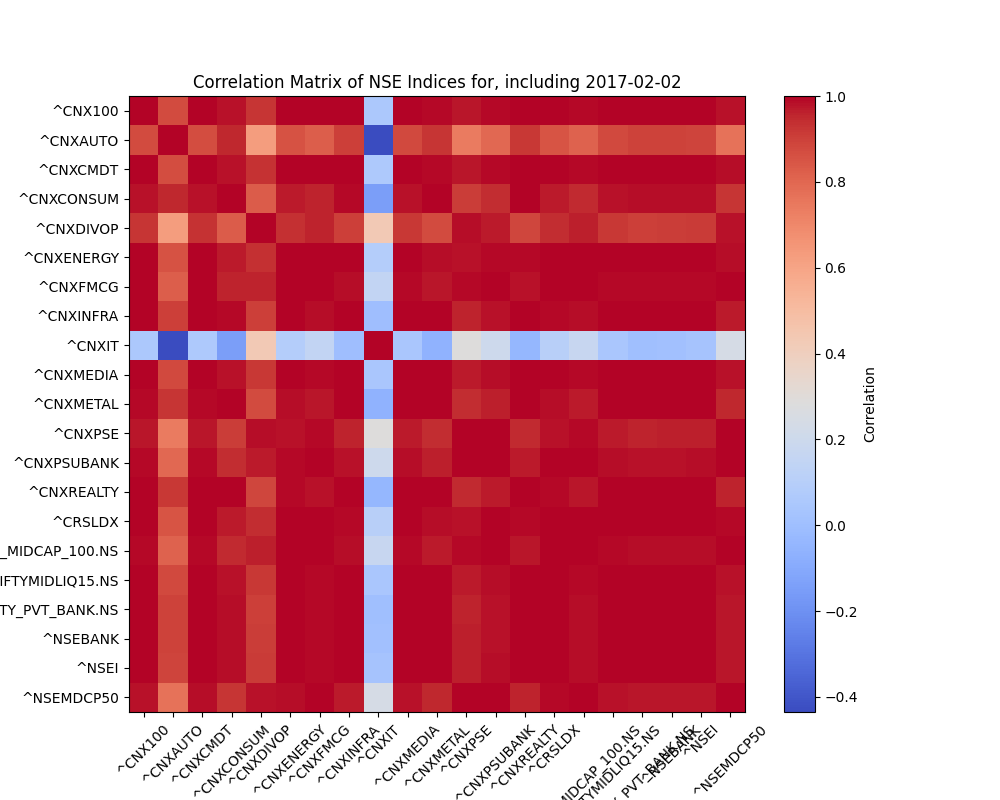 Correlation Matrix of NSE Indices for, including 2017-02-02
^CNX100
^CNXAUTO
^CNXCMDT
^CNXCONSUM
^CNXDIVOP
^CNXENERGY
^CNXFMCG
^CNXINFRA
^CNXIT
^CNXMEDIA
^CNXMETAL
^CNXPSE
^CNXPSUBANK
^CNXREALTY
^CRSLDX
_MIDCAP_100.NS
IFTYMIDLIQ15.NS
TY_PVT_BANK.NS
^NSEBANK
^NSEI
^NSEMDCP50
^CNX100
^CNXAUTO
^CNXCMDT
^CNXCONSUM
^CNXDIVOP
^CNXENERGY
^CNXFMCG
^CNXINFRA
^CNXIT
^CNXMEDIA
^CNXMETAL
^CNXPSE
^CNXPSUBANK
^CNXREALTY
^CRSLDX
MIDCAP_100.NS
TYMIDLIQ15.NS
PVT_BANK.NS
^NSEBANK
^NSEI
^NSEMDCP50
1.0
0.8
0.6
0.4
0.2
0.0
−0.2
−0.4
Correlation